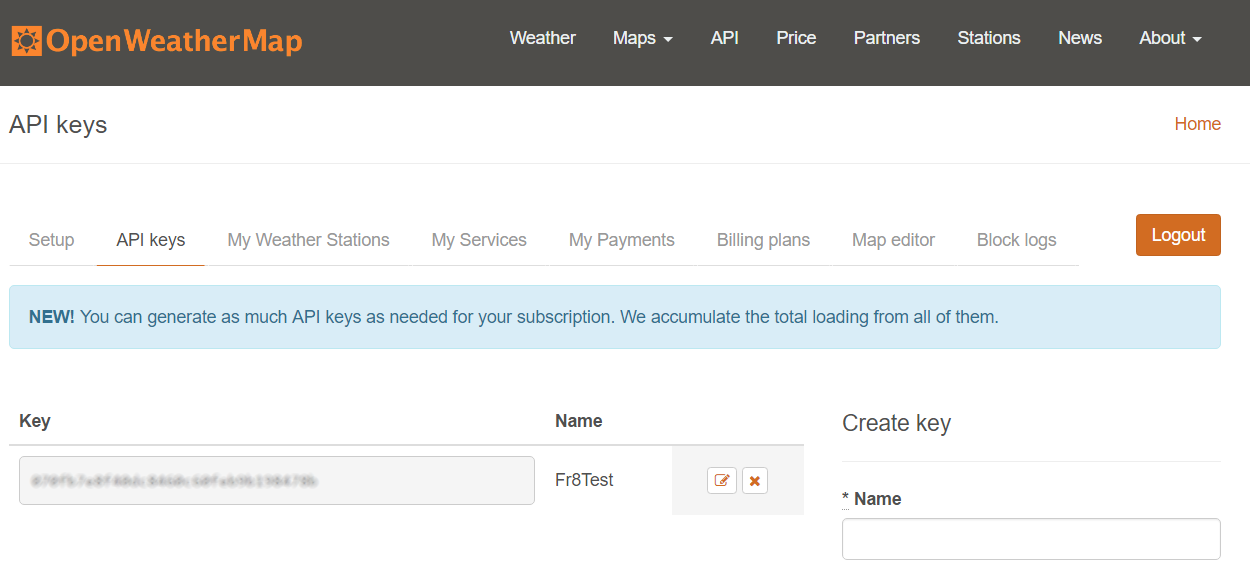 OpenWeatherMap
Weather Maps API Price Partners Stations News About
API keys
Home
Setup API keys My Weather Stations My Services My Payments Billing plans Map editor Block logs Logout
NEW! You can generate as much API keys as needed for your subscription. We accumulate the total loading from all of them.
Key Name
Create key
Fr8Test
* Name